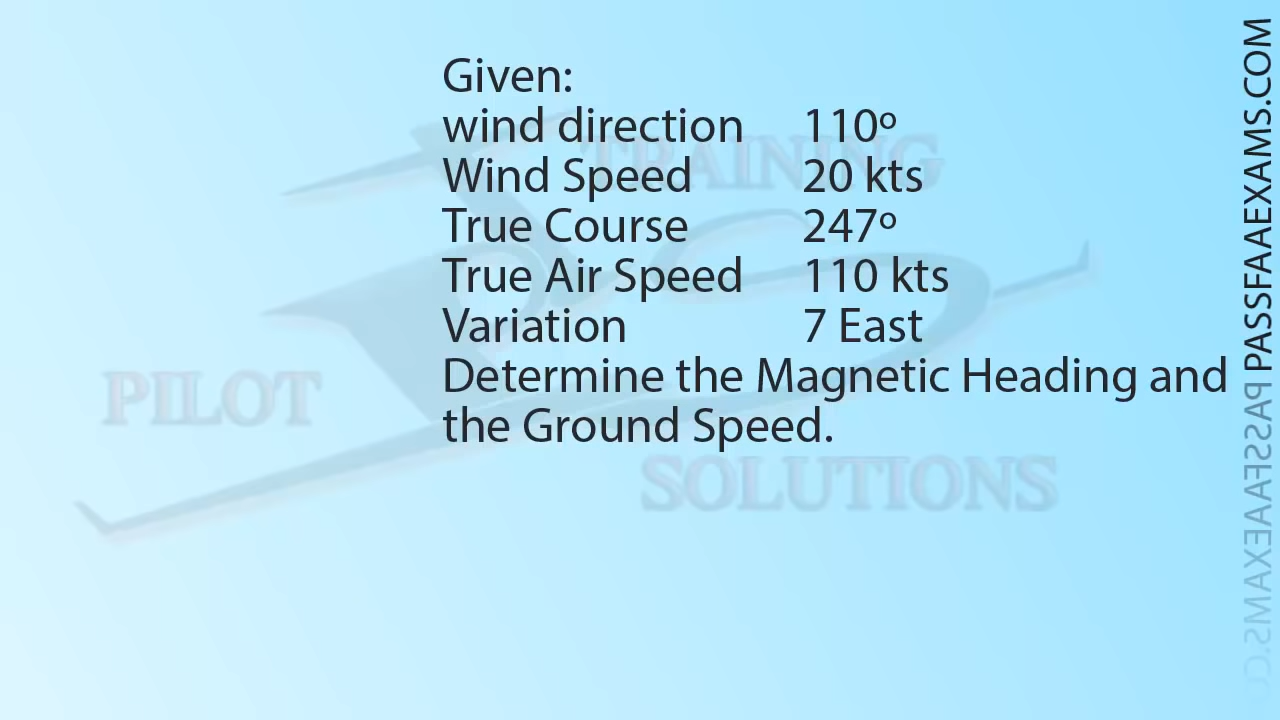 Given:
wind direction 110º
Wind Speed 20 kts
True Course 247º
True Air Speed 110 kts
Variation 7 East
Determine the Magnetic Heading and
the Ground Speed.
TRAINING
PILOT
SOLUTIONS
PASSFAAEXAMS.COM